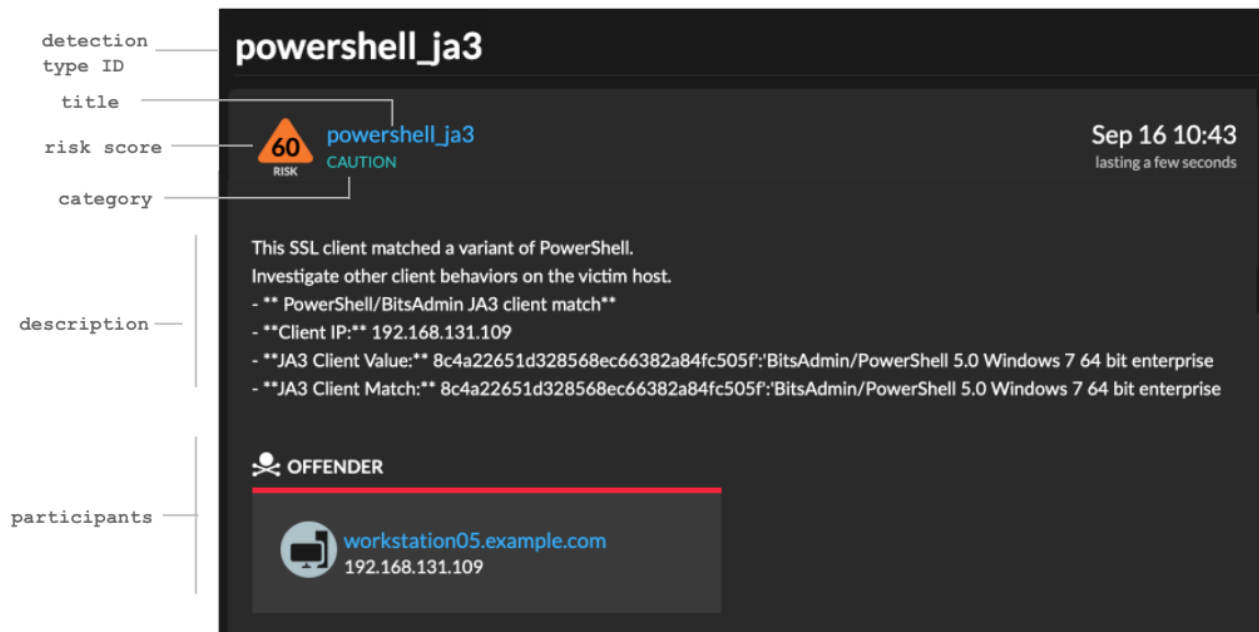 detection
type ID
powershell_ja3
title
risk score
60
RISK
powershell_ja3
CAUTION
Sep 16 10:43
lasting a few seconds
category
description
This SSL client matched a variant of PowerShell.
Investigate other client behaviors on the victim host.
- ** PowerShell/BitsAdmin JA3 client match**
- **Client IP:** 192.168.131.109
- **JA3 Client Value:** 8c4a22651d328568ec66382a84fc505f':'BitsAdmin/PowerShell 5.0 Windows 7 64 bit enterprise
- **JA3 Client Match:** 8c4a22651d328568ec66382a84fc505f':'BitsAdmin/PowerShell 5.0 Windows 7 64 bit enterprise
participants
OFFENDER
workstation05.example.com
192.168.131.109